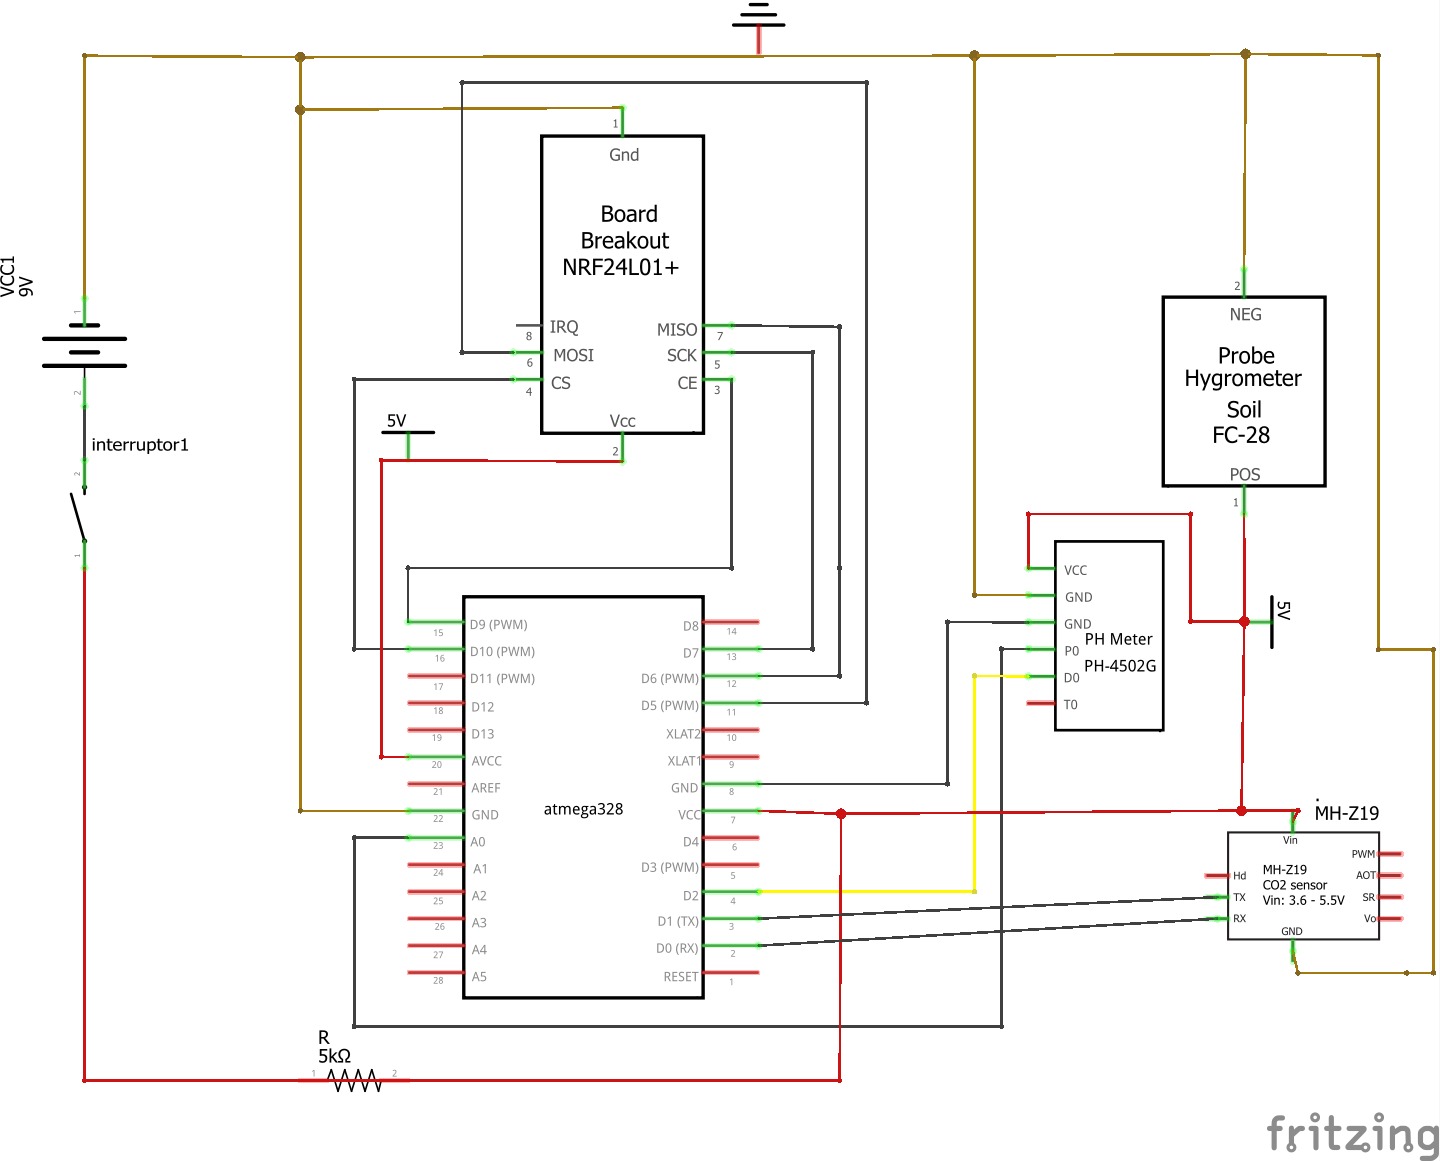 VCC1
9V
1
2
interruptor1
2
1
1
Gnd
Board
Breakout
NRF24L01+
8 IRQ
MISO 7
6 MOSI
SCK 5
4 CS
CE 3
Vcc
2
5V
2
NEG
Probe
Hygrometer
Soil
FC-28
POS
1
5V
VCC
GND
GND
PH Meter
P0
PH-4502G
D0
T0
15 D9 (PWM)
16 D10 (PWM)
17 D11 (PWM)
18 D12
19 D13
20 AVCC
21 AREF
22 GND
23 A0
24 A1
25 A2
26 A3
27 A4
28 A5
atmega328
D8 14
D7 13
D6 (PWM) 12
D5 (PWM) 11
XLAT2 10
XLAT1 9
GND 8
VCC 7
D4 6
D3 (PWM) 5
D2 4
D1 (TX) 3
D0 (RX) 2
RESET 1
MH-Z19
Vin
PWM
Hd
MH-Z19
AOT
CO2 sensor
TX
Vin: 3.6 - 5.5V
SR
RX
Vo
GND
R
5kΩ
1
2
fritzing